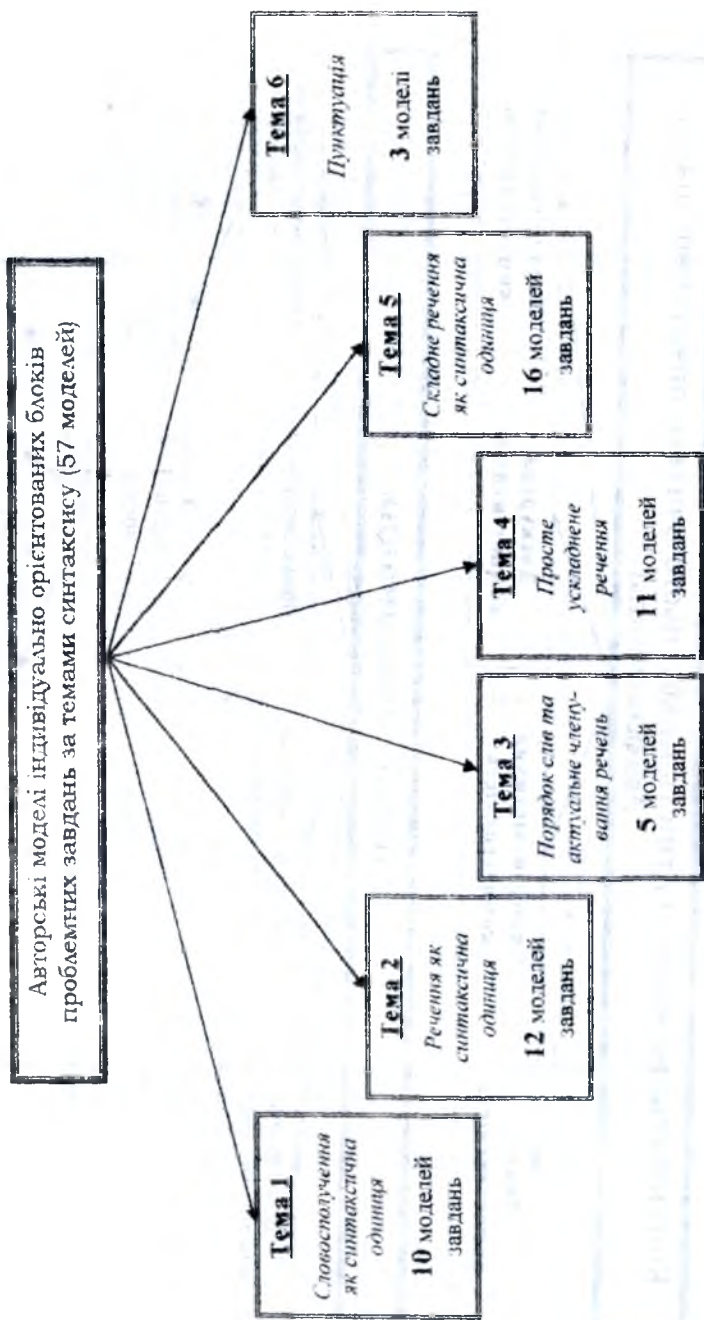 Авторські моделі індивідуально орієнтованих блоків
проблемних завдань за темами синтаксису (57 моделей)
Тема 1
Словосполучення
як синтаксична
одиниця
10 моделей
завдань
Тема 2
Речення як
синтаксична
одиниця
12 моделей
завдань
Тема 3
Порядок слів та
актуальне члену-
вання речень
5 моделей
завдань
Тема 4
Просте
ускладнене
речення
11 моделей
завдань
Тема 5
Складне речення
як синтаксична
одиниця
16 моделей
завдань
Тема 6
Пунктуація
3 моделі
завдань